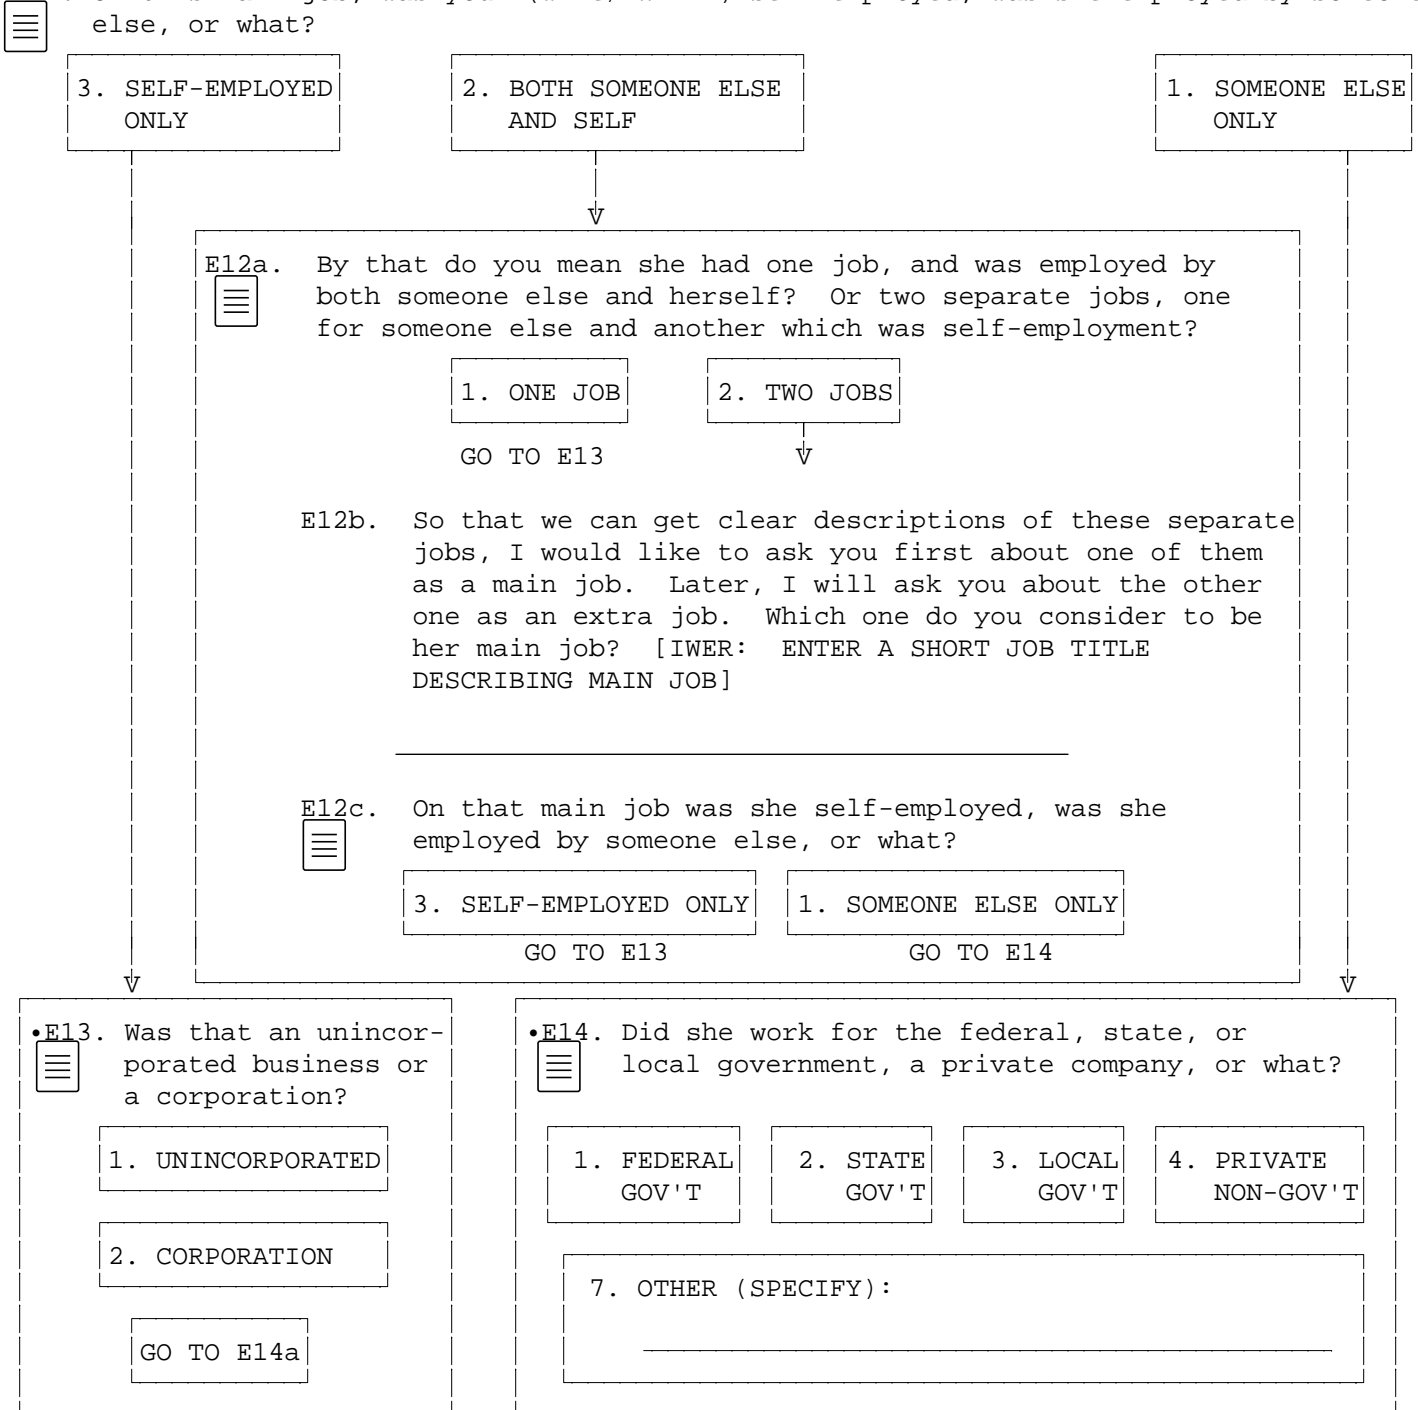 else, or what?
3. SELF-EMPLOYED ONLY
2. BOTH SOMEONE ELSE AND SELF
1. SOMEONE ELSE ONLY
E12a. By that do you mean she had one job, and was employed by
both someone else and herself? Or two separate jobs, one
for someone else and another which was self-employment?
1. ONE JOB
2. TWO JOBS
GO TO E13
E12b. So that we can get clear descriptions of these separate
jobs, I would like to ask you first about one of them
as a main job. Later, I will ask you about the other
one as an extra job. Which one do you consider to be
her main job? [IWER: ENTER A SHORT JOB TITLE
DESCRIBING MAIN JOB]
E12c. On that main job was she self-employed, was she
employed by someone else, or what?
3. SELF-EMPLOYED ONLY
1. SOMEONE ELSE ONLY
GO TO E13
GO TO E14
•E13. Was that an unincor-
porated business or
a corporation?
1. UNINCORPORATED
2. CORPORATION
GO TO E14a
•E14. Did she work for the federal, state, or
local government, a private company, or what?
1. FEDERAL GOV'T
2. STATE GOV'T
3. LOCAL GOV'T
4. PRIVATE NON-GOV'T
7. OTHER (SPECIFY):